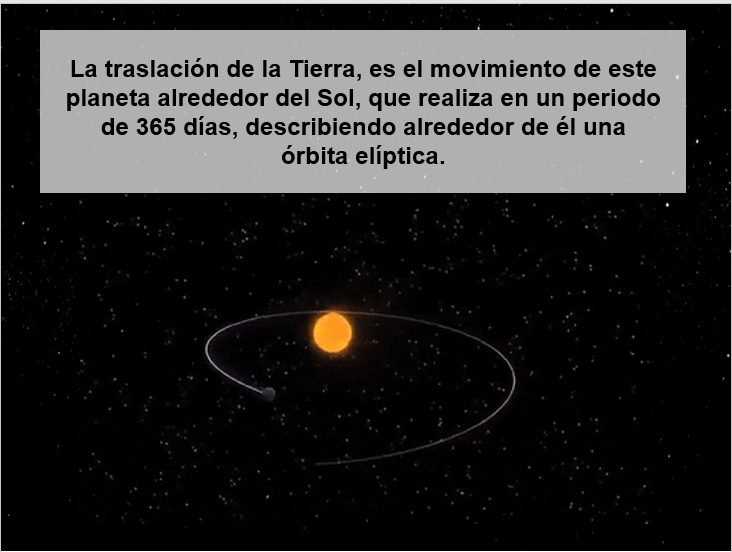 La traslación de la Tierra, es el movimiento de este
planeta alrededor del Sol, que realiza en un periodo
de 365 días, describiendo alrededor de él una
órbita elíptica.